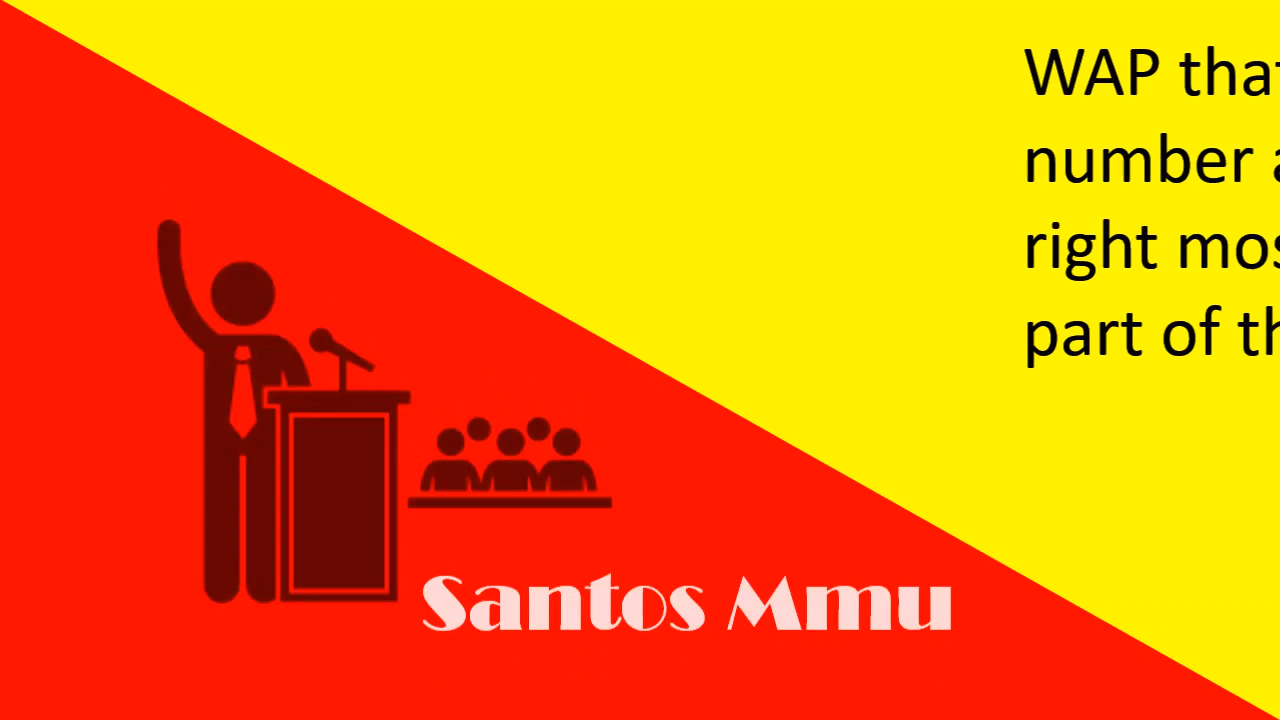 WAP that
number
right mos
part of th
Santos Mmu